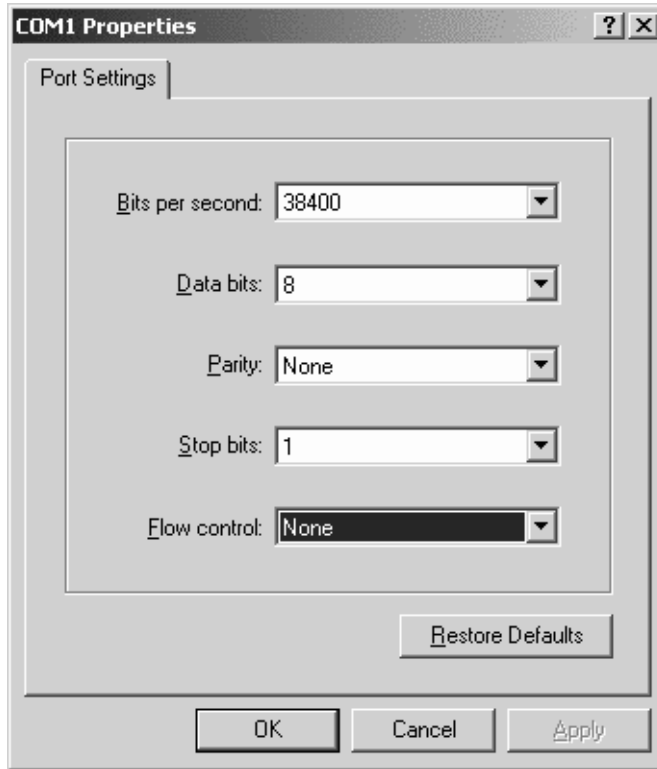 COM1 Properties
Port Settings
Bits per second: 38400
Data bits: 8
Parity: None
Stop bits: 1
Flow control: None
Restore Defaults
OK Cancel Apply